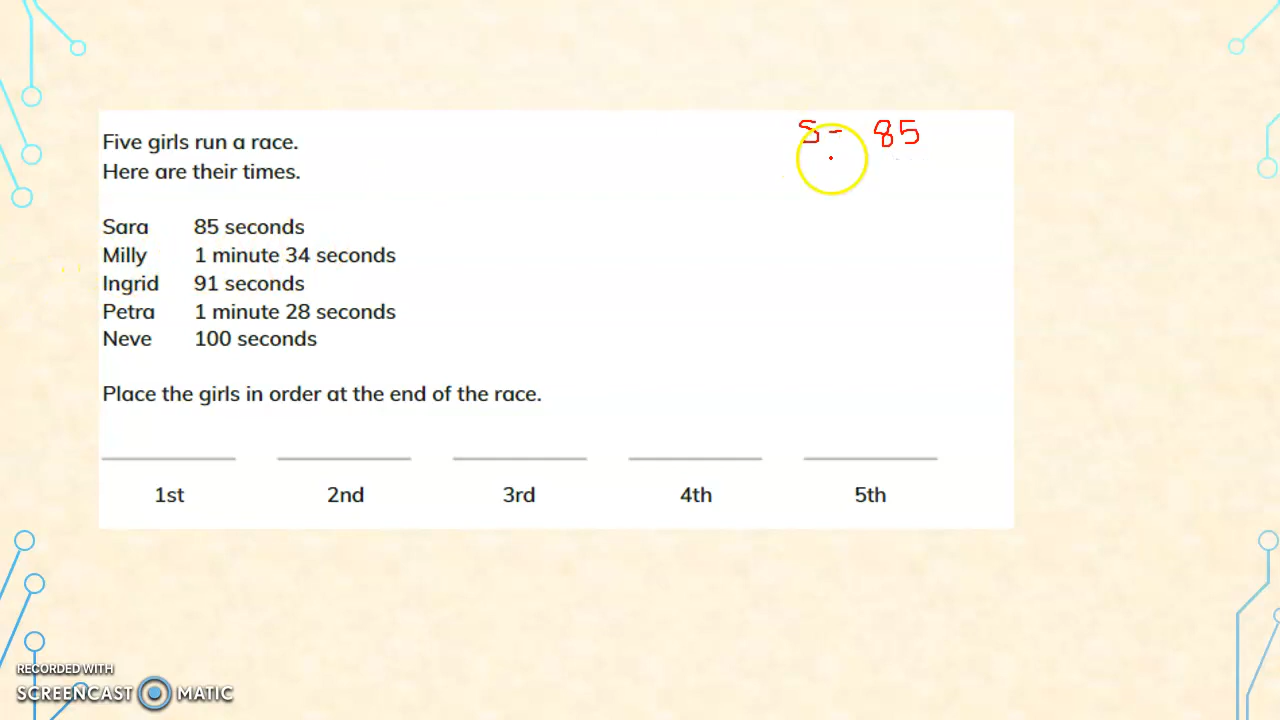 Five girls run a race.
S- 85
Here are their times.
Sara 85 seconds
Milly 1 minute 34 seconds
Ingrid 91 seconds
Petra 1 minute 28 seconds
Neve 100 seconds
Place the girls in order at the end of the race.
1st 2nd 3rd 4th 5th
RECORDED WITH
SCREENCAST MATIC